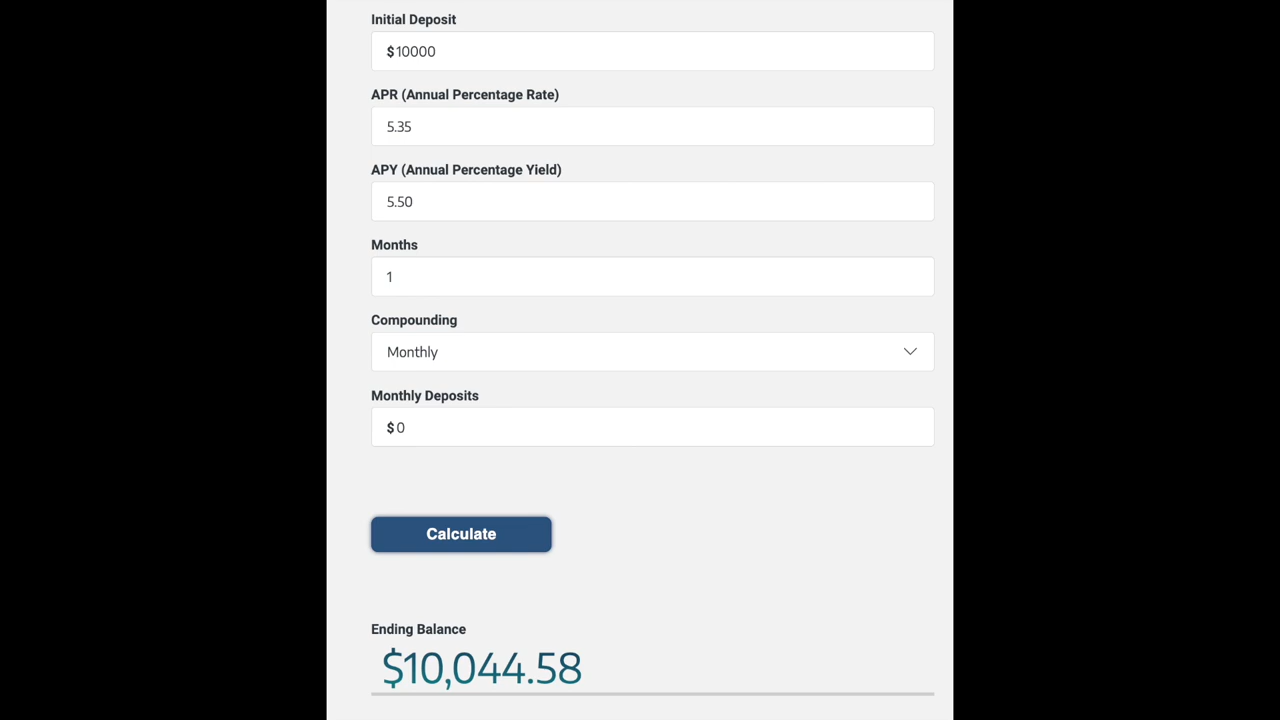 Initial Deposit
$10000
APR (Annual Percentage Rate)
5.35
APY (Annual Percentage Yield)
5.50
Months
1
Compounding
Monthly
Monthly Deposits
$0
Calculate
Ending Balance
$10,044.58